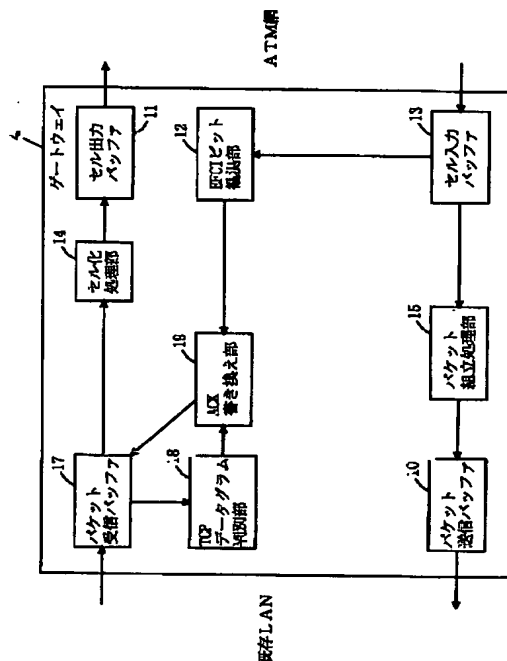 ゲートウェイ
ATM網
既存LAN
17
パケット
受信バッファ
14
セル化
処理部
11
セル出力
バッファ
18
TCP
データグラム
判別部
19
ACK
書き換え部
12
EFCIビット
観測部
10
パケット
送信バッファ
15
パケット
組立処理部
13
セル入力
バッファ